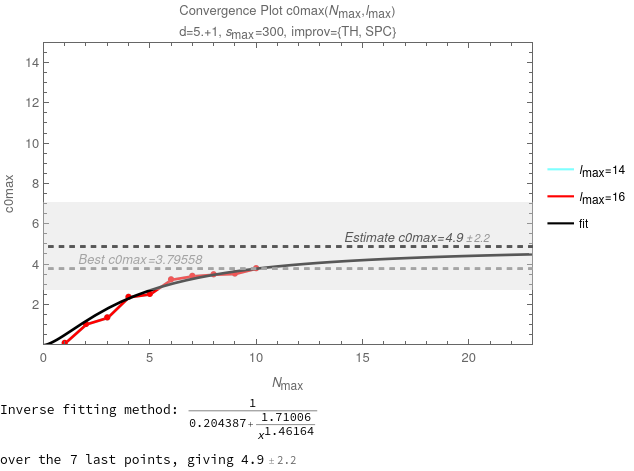 Convergence Plot c0max(Nmax,lmax)
d=5.+1, smax=300, improv={TH, SPC}
14
12
10
8
6
4
2
c0max
Estimate c0max=4.9 ±2.2
Best c0max=3.79558
0 5 10 15 20
Nmax
lmax=14
lmax=16
fit
Inverse fitting method: 1
0.204387+ 1.71006
x1.46164
over the 7 last points, giving 4.9 ±2.2